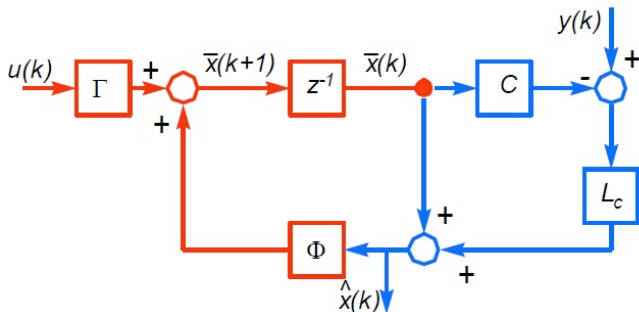 y(k)
u(k)
Γ
+
x̅(k+1)
z⁻¹
x̅(k)
C
-
+
+
L_c
+
+
Φ
x̂(k)